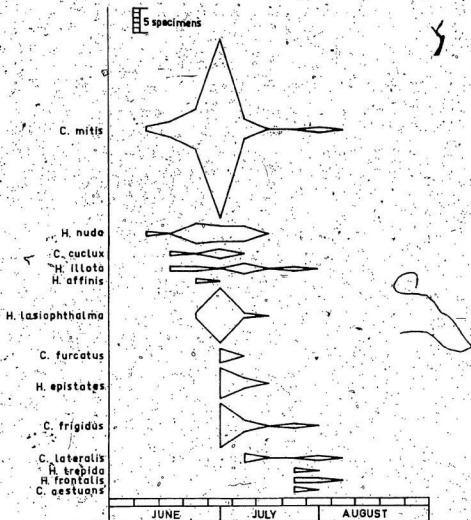 5 specimens
C. mitis
H. nuda
C. cuclux
H. illota
H. affinis
H. lasiophthalma
C. furcatus
H. epistates
C. frigidus
C. lateralis
H. trepida
H. frontalis
C. aestuans
JUNE JULY AUGUST